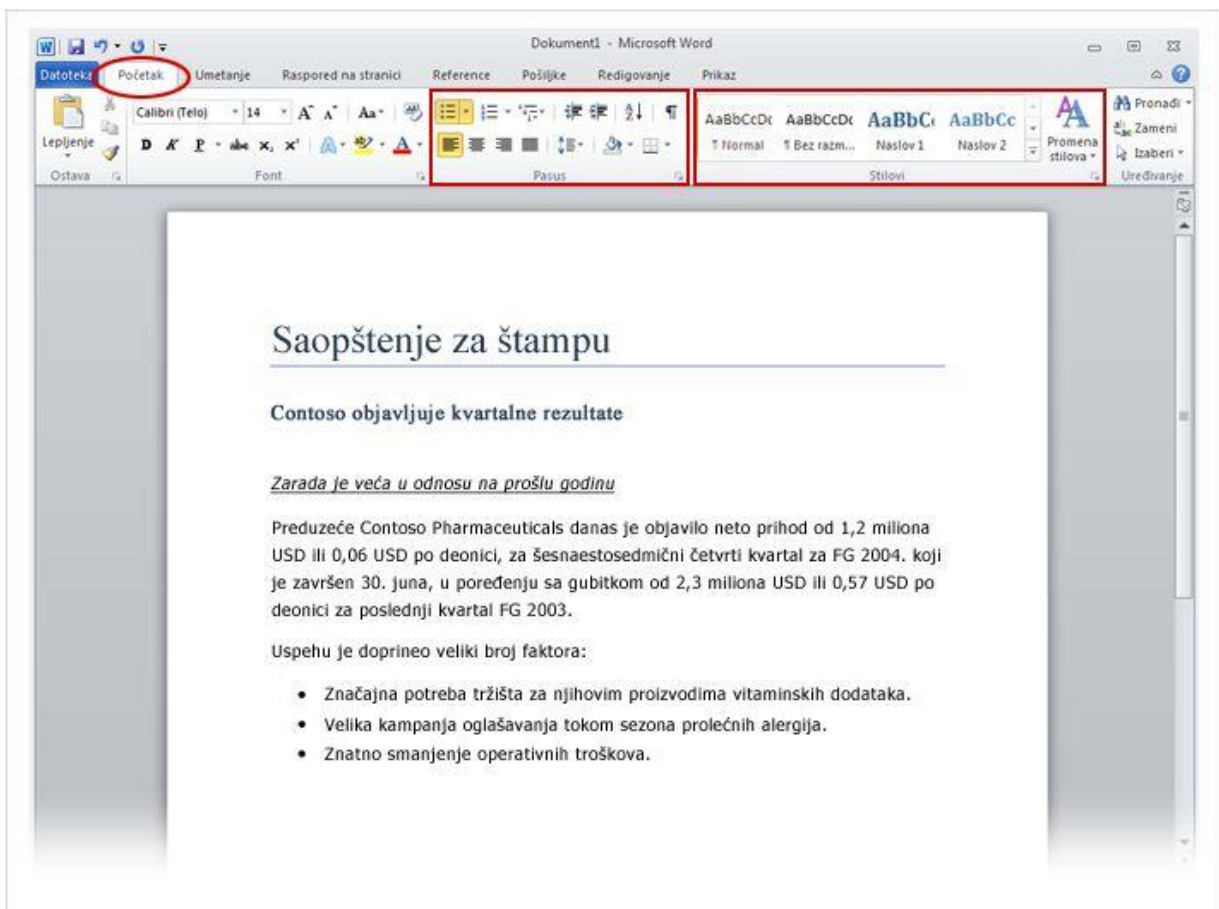 Dokument1 - Microsoft Word
Datoteka Početak Umetanje Raspored na stranici Reference Pošiljke Redigovanje Prikaz
Calibri (Telo) 14 Aa AaBbCcDc AaBbCcDc AaBbCc AaBbCc Pronađi
Lepljenje Zameni
D K P abc x₂ x² A A ¶ Normal ¶ Bez razm... Naslov 1 Naslov 2 Promena stilova Izaberi
Ostava Font Pasus Stilovi Uređivanje
Saopštenje za štampu
Contoso objavljuje kvartalne rezultate
Zarada je veća u odnosu na prošlu godinu
Preduzeće Contoso Pharmaceuticals danas je objavilo neto prihod od 1,2 miliona
USD ili 0,06 USD po deonici, za šesnaestosedmični četvrti kvartal za FG 2004. koji
je završen 30. juna, u poređenju sa gubitkom od 2,3 miliona USD ili 0,57 USD po
deonici za poslednji kvartal FG 2003.
Uspehu je doprineo veliki broj faktora:
• Značajna potreba tržišta za njihovim proizvodima vitaminskih dodataka.
• Velika kampanja oglašavanja tokom sezona prolećnih alergija.
• Znatno smanjenje operativnih troškova.